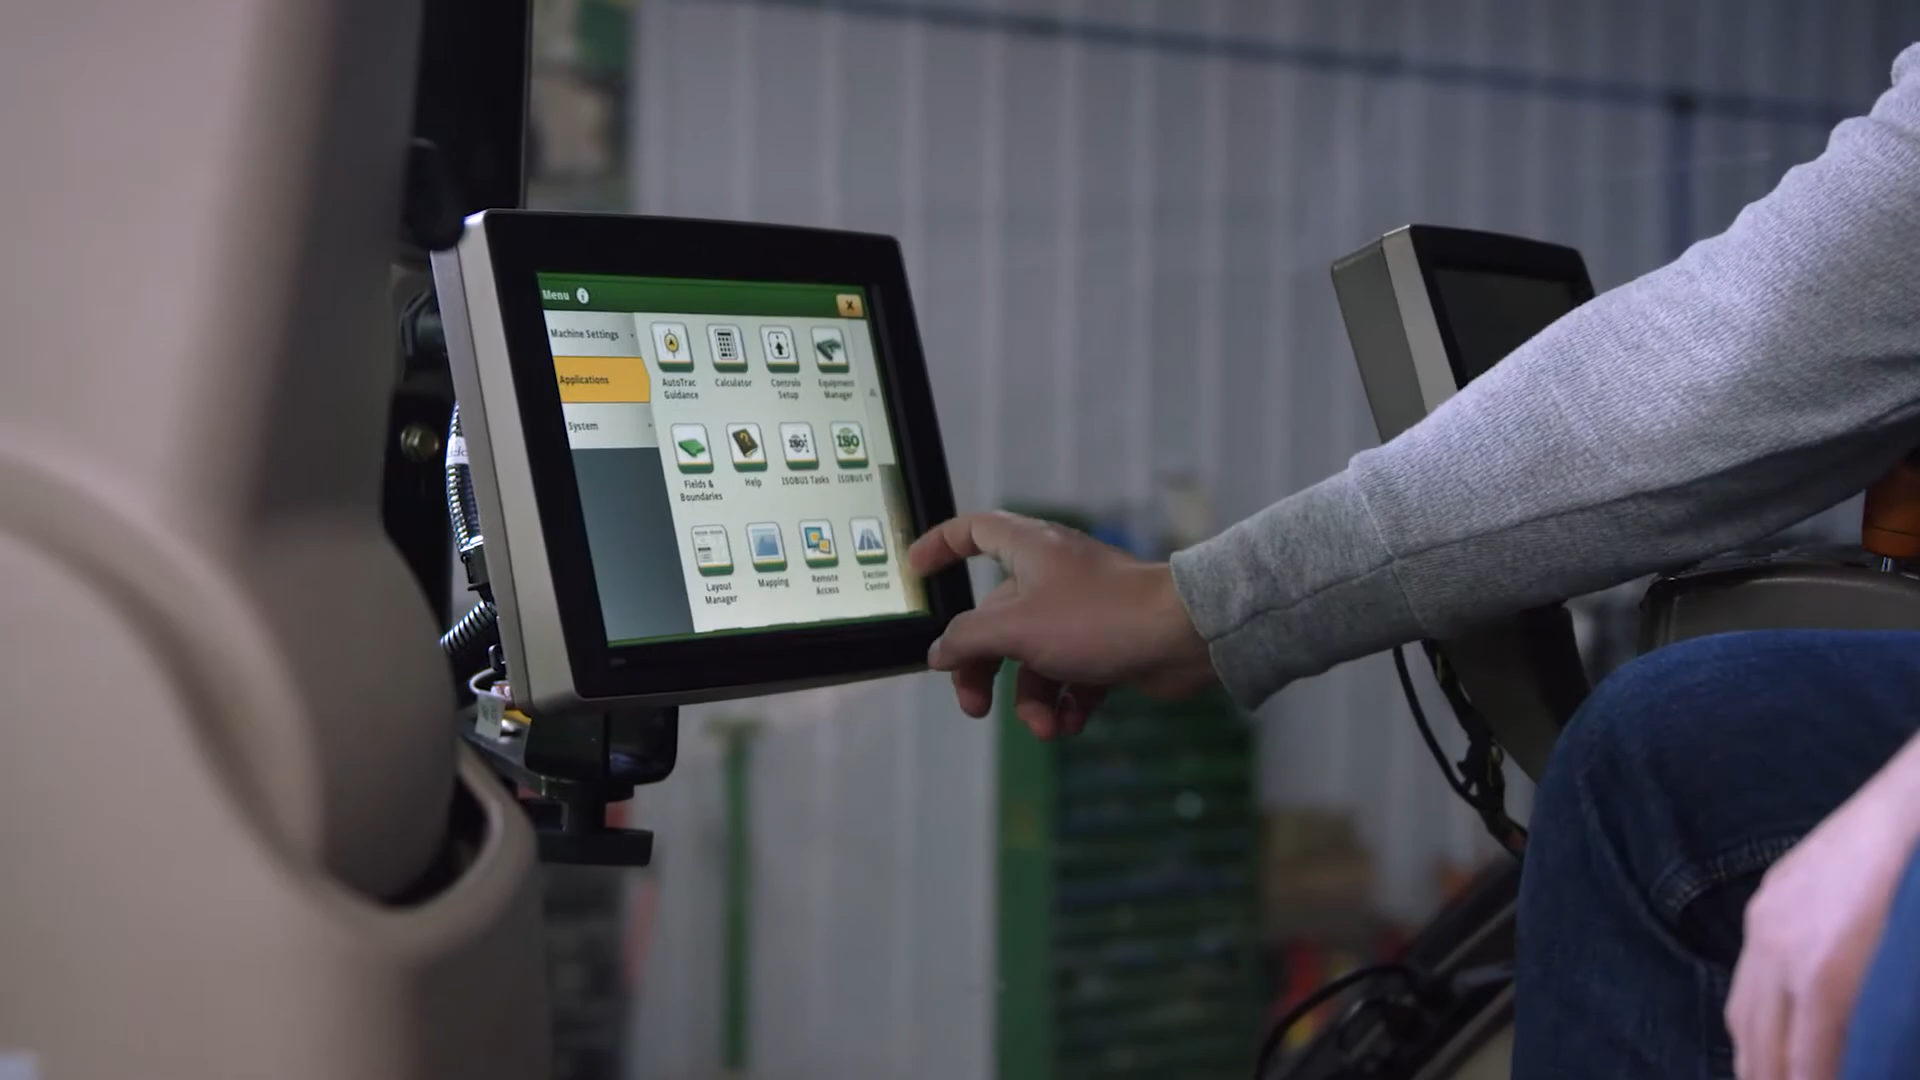 Menu i X
Machine Settings
Applications
System
AutoTrac
Guidance
Calculator
Controls
Setup
Equipment
Manager
Fields &
Boundaries
Help
ISOBUS Tasks
ISOBUS VT
Layout
Manager
Mapping
Remote
Access
Section
Control
ISO
ISO